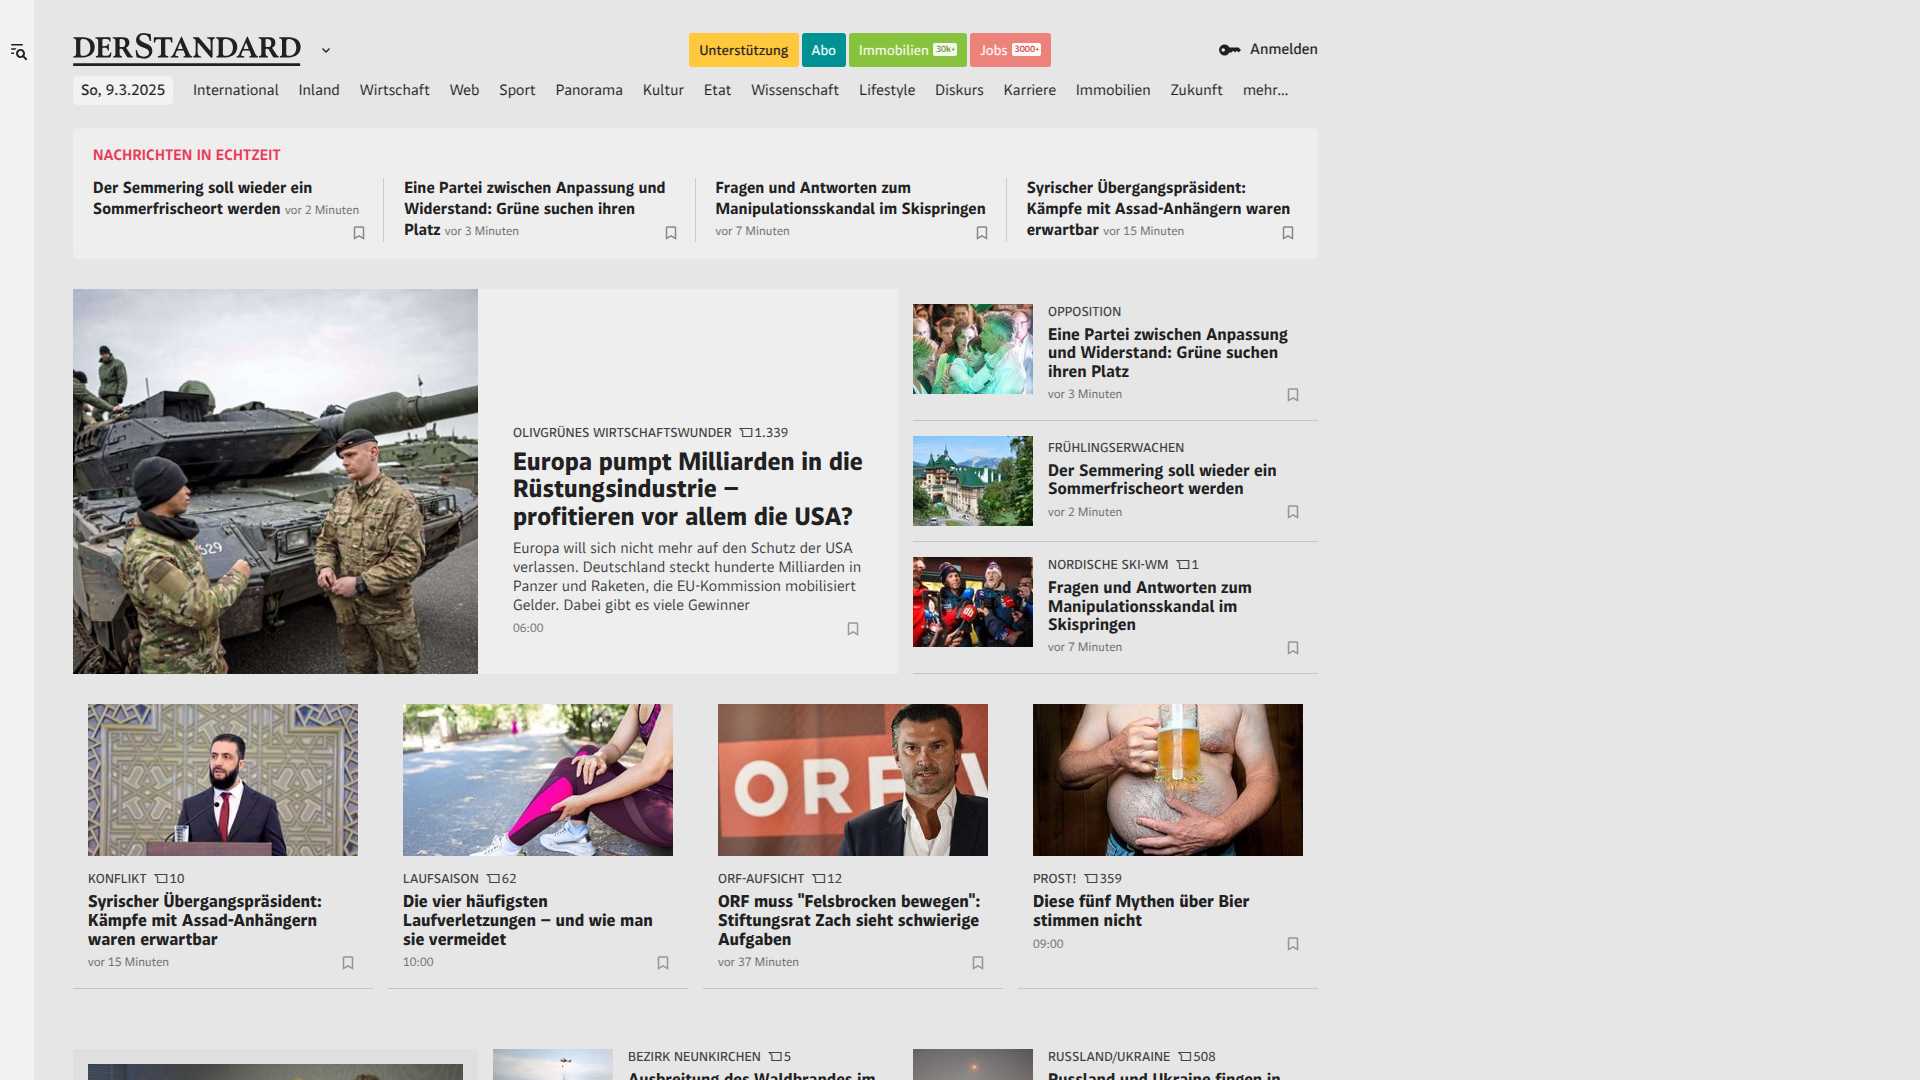 DERSTANDARD
Unterstützung
Abo
Immobilien 30k+
Jobs 3000+
Anmelden
So, 9.3.2025
International
Inland
Wirtschaft
Web
Sport
Panorama
Kultur
Etat
Wissenschaft
Lifestyle
Diskurs
Karriere
Immobilien
Zukunft
mehr...
NACHRICHTEN IN ECHTZEIT
Der Semmering soll wieder ein
Sommerfrischeort werden vor 2 Minuten
Eine Partei zwischen Anpassung und
Widerstand: Grüne suchen ihren
Platz vor 3 Minuten
Fragen und Antworten zum
Manipulationsskandal im Skispringen
vor 7 Minuten
Syrischer Übergangspräsident:
Kämpfe mit Assad-Anhängern waren
erwartbar vor 15 Minuten
529
OLIVGRÜNES WIRTSCHAFTSWUNDER 1.339
Europa pumpt Milliarden in die
Rüstungsindustrie –
profitieren vor allem die USA?
Europa will sich nicht mehr auf den Schutz der USA
verlassen. Deutschland steckt hunderte Milliarden in
Panzer und Raketen, die EU-Kommission mobilisiert
Gelder. Dabei gibt es viele Gewinner
06:00
OPPOSITION
Eine Partei zwischen Anpassung
und Widerstand: Grüne suchen
ihren Platz
vor 3 Minuten
FRÜHLINGSERWACHEN
Der Semmering soll wieder ein
Sommerfrischeort werden
vor 2 Minuten
NORDISCHE SKI-WM 1
Fragen und Antworten zum
Manipulationsskandal im
Skispringen
vor 7 Minuten
KONFLIKT 10
Syrischer Übergangspräsident:
Kämpfe mit Assad-Anhängern
waren erwartbar
vor 15 Minuten
LAUFSAISON 62
Die vier häufigsten
Laufverletzungen – und wie man
sie vermeidet
10:00
ORF
ORF-AUFSICHT 12
ORF muss "Felsbrocken bewegen":
Stiftungsrat Zach sieht schwierige
Aufgaben
vor 37 Minuten
PROST! 359
Diese fünf Mythen über Bier
stimmen nicht
09:00
BEZIRK NEUNKIRCHEN 5
Ausbreitung des Waldbrandes im
RUSSLAND/UKRAINE 508
Russland und Ukraine fingen in